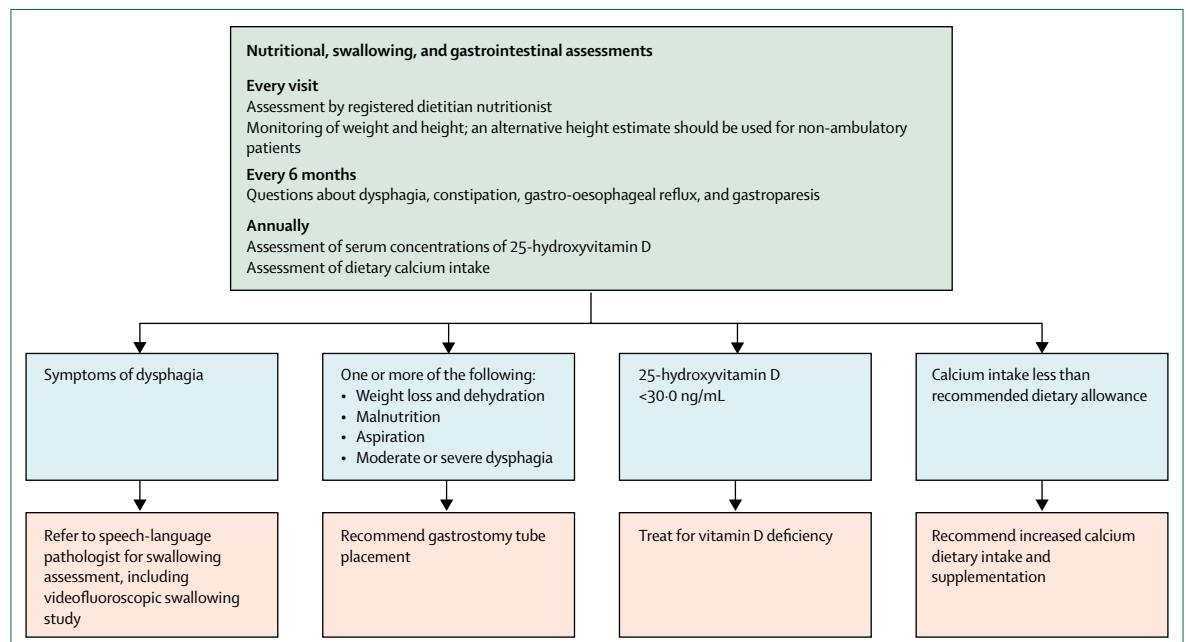 Nutritional, swallowing, and gastrointestinal assessments
Every visit
Assessment by registered dietitian nutritionist
Monitoring of weight and height; an alternative height estimate should be used for non-ambulatory
patients
Every 6 months
Questions about dysphagia, constipation, gastro-oesophageal reflux, and gastroparesis
Annually
Assessment of serum concentrations of 25-hydroxyvitamin D
Assessment of dietary calcium intake
Symptoms of dysphagia
One or more of the following:
• Weight loss and dehydration
• Malnutrition
• Aspiration
• Moderate or severe dysphagia
25-hydroxyvitamin D
<30·0 ng/mL
Calcium intake less than
recommended dietary allowance
Refer to speech-language
pathologist for swallowing
assessment, including
videofluoroscopic swallowing
study
Recommend gastrostomy tube
placement
Treat for vitamin D deficiency
Recommend increased calcium
dietary intake and
supplementation